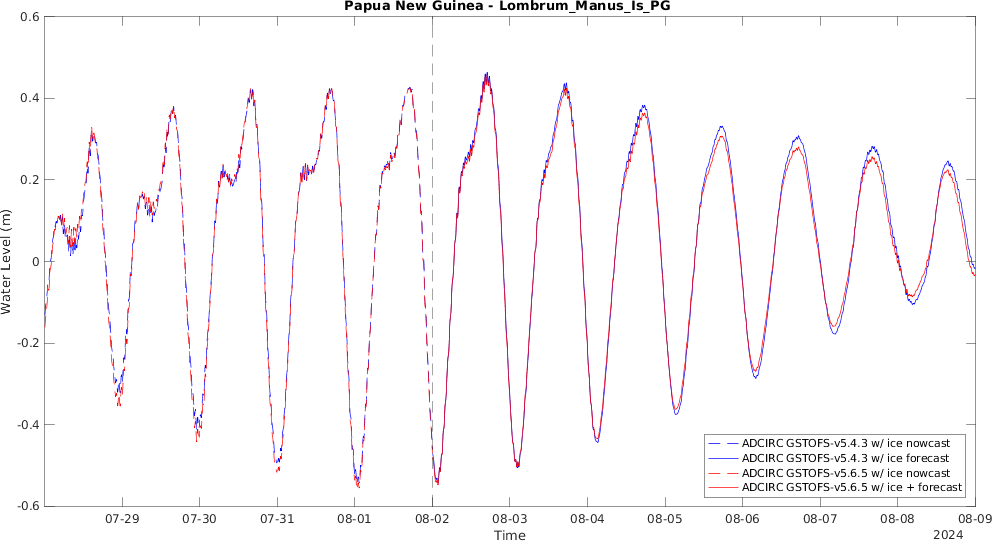 Papua New Guinea - Lombrum_Manus_Is_PG
0.6
0.4
0.2
0
-0.2
-0.4
-0.6
Water Level (m)
ADCIRC GSTOFS-v5.4.3 w/ ice nowcast
ADCIRC GSTOFS-v5.4.3 w/ ice forecast
ADCIRC GSTOFS-v5.6.5 w/ ice nowcast
ADCIRC GSTOFS-v5.6.5 w/ ice + forecast
07-29 07-30 07-31 08-01 08-02 08-03 08-04 08-05 08-06 08-07 08-08 08-09
Time
2024